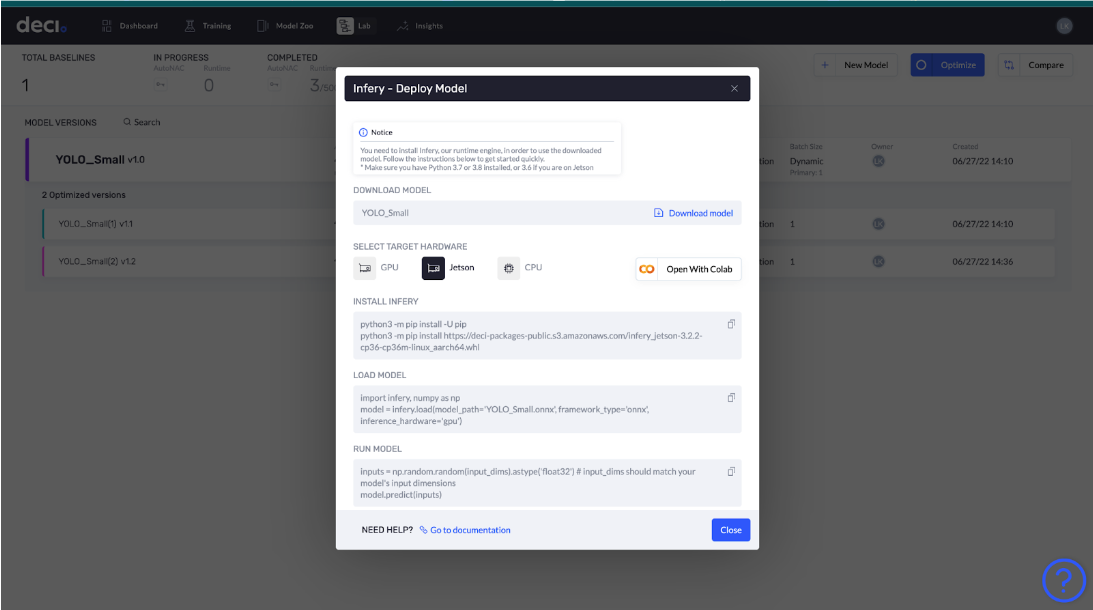 deci.
Dashboard
Training
Model Zoo
Lab
Insights
TOTAL BASELINES
IN PROGRESS
COMPLETED
AutoNAC Runtime
AutoNAC Runtime
1
0
3/500
New Model
Optimize
Compare
MODEL VERSIONS
Search
YOLO_Small v1.0
Batch Size
Dynamic
Primary: 1
Owner
Created
06/27/22 14:10
2 Optimized versions
YOLO_Small(1) v1.1
1
06/27/22 14:10
YOLO_Small(2) v1.2
1
06/27/22 14:36
Infery - Deploy Model
Notice
You need to install Infery, our runtime engine, in order to use the downloaded
model. Follow the instructions below to get started quickly.
* Make sure you have Python 3.7 or 3.8 installed, or 3.6 if you are on Jetson
DOWNLOAD MODEL
YOLO_Small
Download model
SELECT TARGET HARDWARE
GPU
Jetson
CPU
Open With Colab
INSTALL INFERY
python3 -m pip install -U pip
python3 -m pip install https://deci-packages-public.s3.amazonaws.com/infery_jetson-3.2.2-
cp36-cp36m-linux_aarch64.whl
LOAD MODEL
import infery, numpy as np
model = infery.load(model_path='YOLO_Small.onnx', framework_type='onnx',
inference_hardware='gpu')
RUN MODEL
inputs = np.random.random(input_dims).astype('float32') # input_dims should match your
model's input dimensions
model.predict(inputs)
NEED HELP?
Go to documentation
Close
?